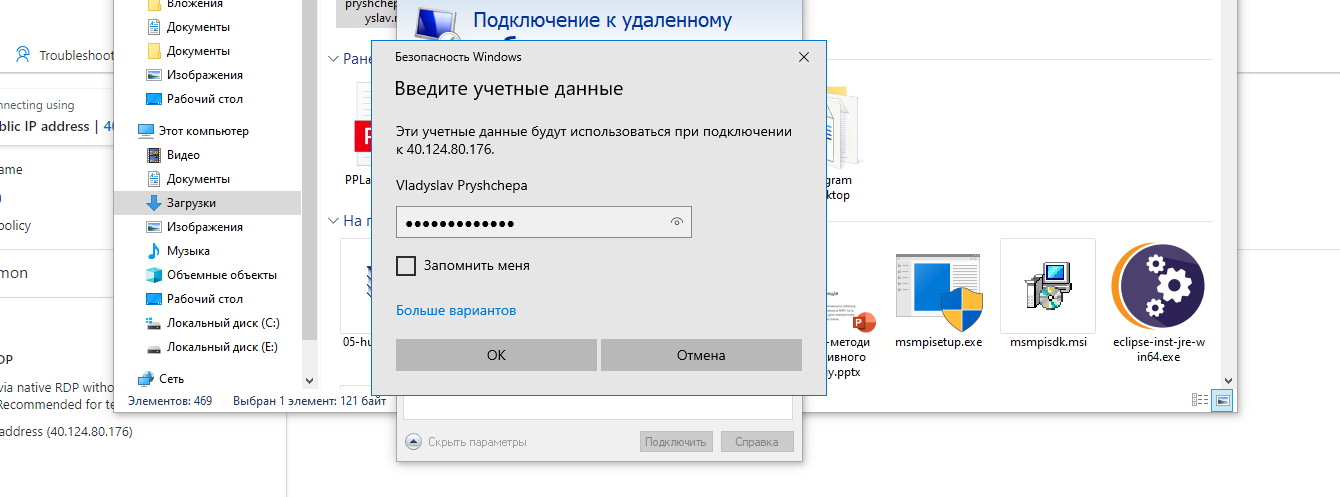 Вложения
Документы
Документы
Изображения
Рабочий стол
Этот компьютер
Видео
Документы
Загрузки
Изображения
Музыка
Объемные объекты
Рабочий стол
Локальный диск (C:)
Локальный диск (E:)
Сеть
Элементов: 469 Выбран 1 элемент: 121 байт
Troubleshoot
nnecting using
blic IP address | 40
ame
policy
mon
DP
via native RDP witho
Recommended for te
address (40.124.80.176)
pryshchep
yslav.r
Подключение к удаленному
Ране
PPLa
gram
ktop
На п
05-hu
-методи
ивного
y.pptx
msmpisetup.exe
msmpisdk.msi
eclipse-inst-jre-w
in64.exe
Безопасность Windows
Введите учетные данные
Эти учетные данные будут использоваться при подключении
к 40.124.80.176.
Vladyslav Pryshchepa
Запомнить меня
Больше вариантов
ОК
Отмена
Скрыть параметры
Подключить
Справка